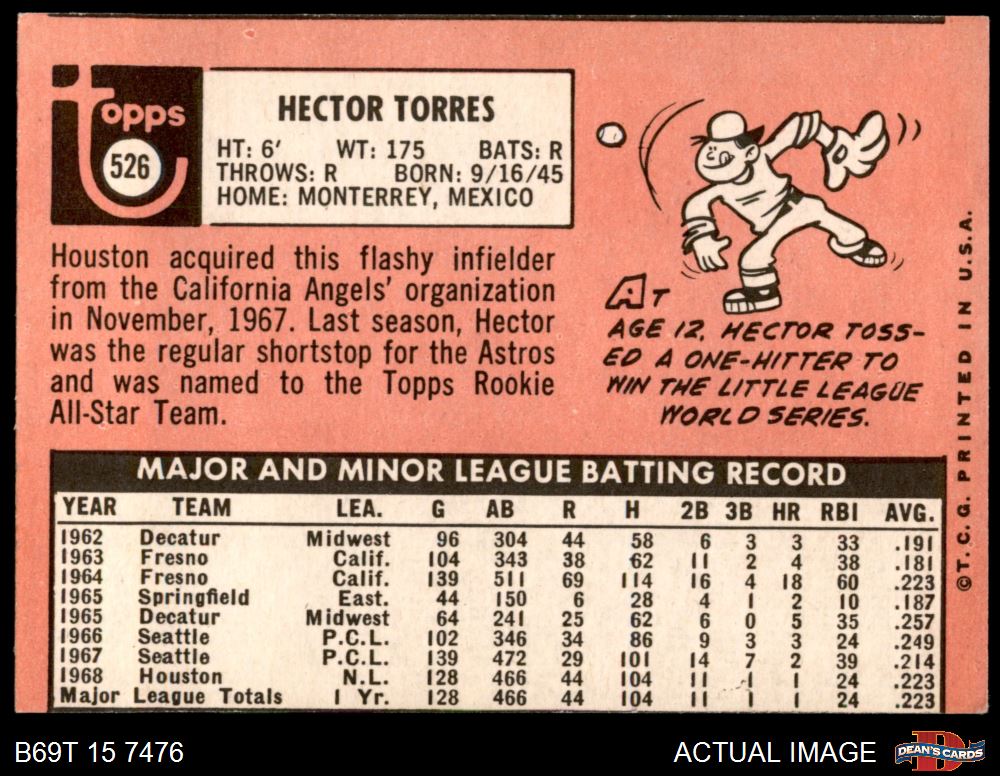 Topps
526
HECTOR TORRES
HT: 6' WT: 175 BATS: R
THROWS: R BORN: 9/16/45
HOME: MONTERREY, MEXICO
Houston acquired this flashy infielder
from the California Angels' organization
in November, 1967. Last season, Hector
was the regular shortstop for the Astros
and was named to the Topps Rookie
All-Star Team.
AT
AGE 12, HECTOR TOSS-
ED A ONE-HITTER TO
WIN THE LITTLE LEAGUE
WORLD SERIES.
©T.C.G. PRINTED IN U.S.A.
MAJOR AND MINOR LEAGUE BATTING RECORD
YEAR TEAM LEA. G AB R H 2B 3B HR RBI AVG.
1962 Decatur Midwest 96 304 44 58 6 3 3 33 .191
1963 Fresno Calif. 104 343 38 62 11 2 4 38 .181
1964 Fresno Calif. 139 511 69 114 16 4 18 60 .223
1965 Springfield East. 44 150 6 28 4 1 2 10 .187
1965 Decatur Midwest 64 241 25 62 6 0 5 35 .257
1966 Seattle P.C.L. 102 346 34 86 9 3 3 24 .249
1967 Seattle P.C.L. 139 472 29 101 14 7 2 39 .214
1968 Houston N.L. 128 466 44 104 11 1 1 24 .223
Major League Totals 1 Yr. 128 466 44 104 11 1 1 24 .223
B69T 15 7476
ACTUAL IMAGE
D
DEAN'S CARDS